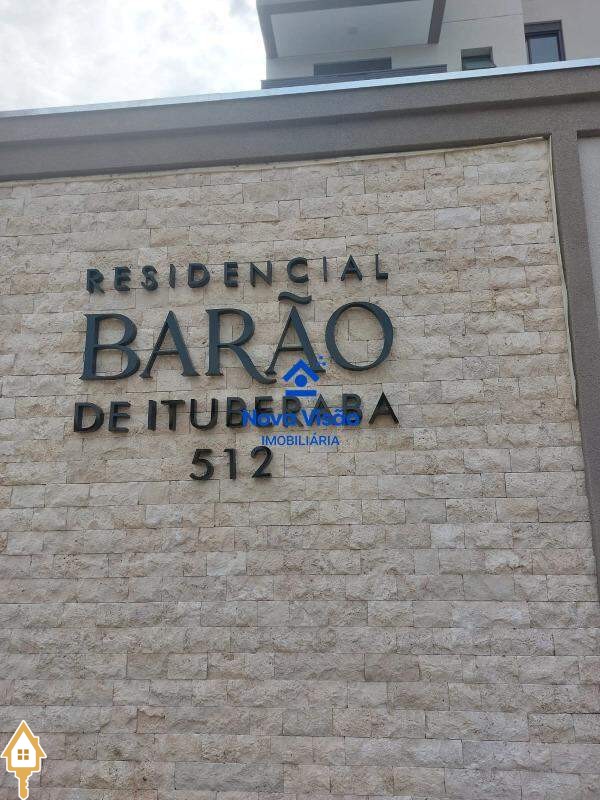 RESIDENCIAL
BARÃO
DE ITUBERABA
512
Nova Visão
IMOBILIÁRIA